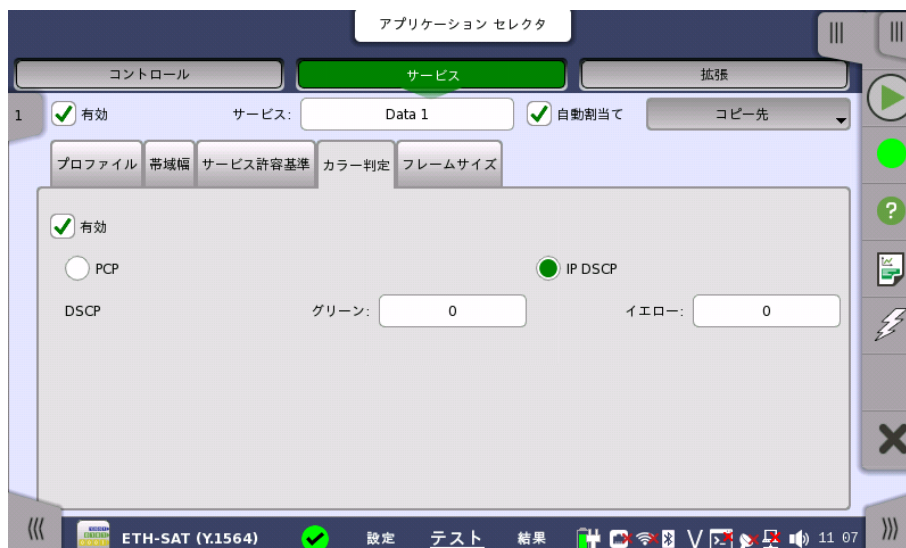 アプリケーション セレクタ
コントロール サービス 拡張
1 有効 サービス: Data 1 自動割当て コピー先
プロファイル 帯域幅 サービス許容基準 カラー判定 フレームサイズ
有効
PCP IP DSCP
DSCP グリーン: 0 イエロー: 0
ETH-SAT (Y.1564) 設定 テスト 結果 11 07